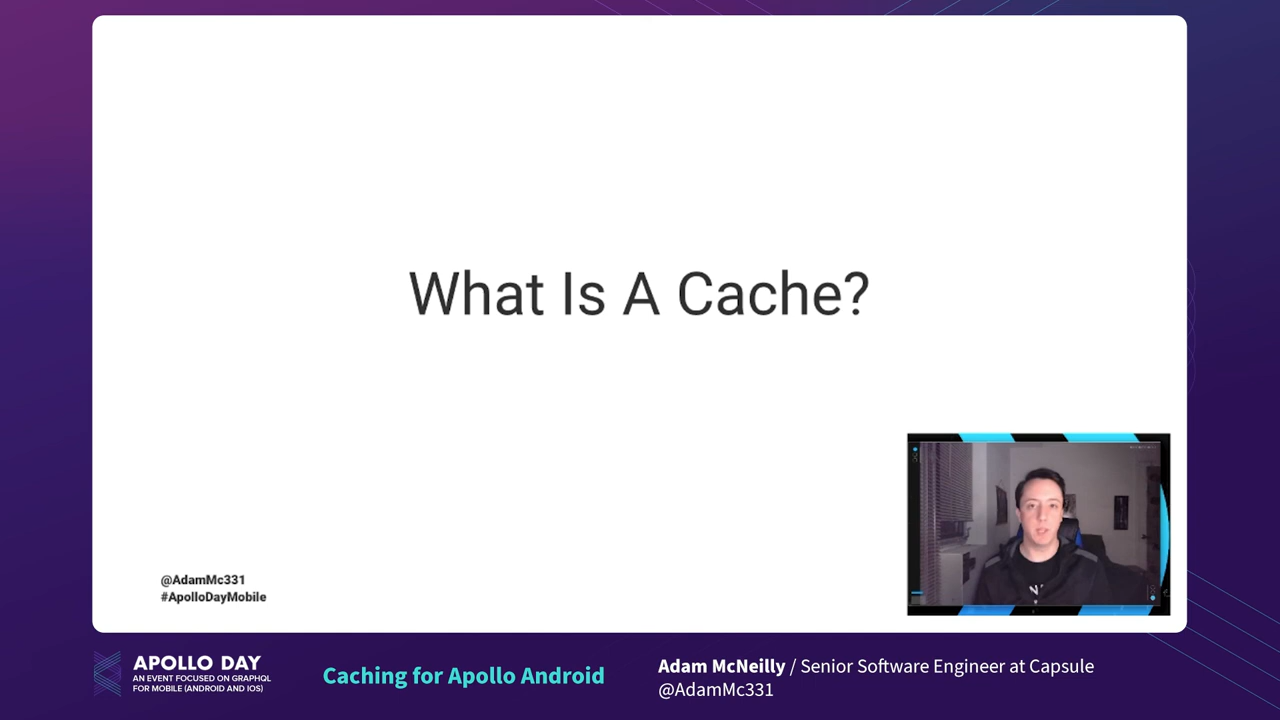 What Is A Cache?
@AdamMc331
#ApolloDayMobile
APOLLO DAY
AN EVENT FOCUSED ON GRAPHQL
FOR MOBILE (ANDROID AND IOS)
Caching for Apollo Android
Adam McNeilly / Senior Software Engineer at Capsule
@AdamMc331